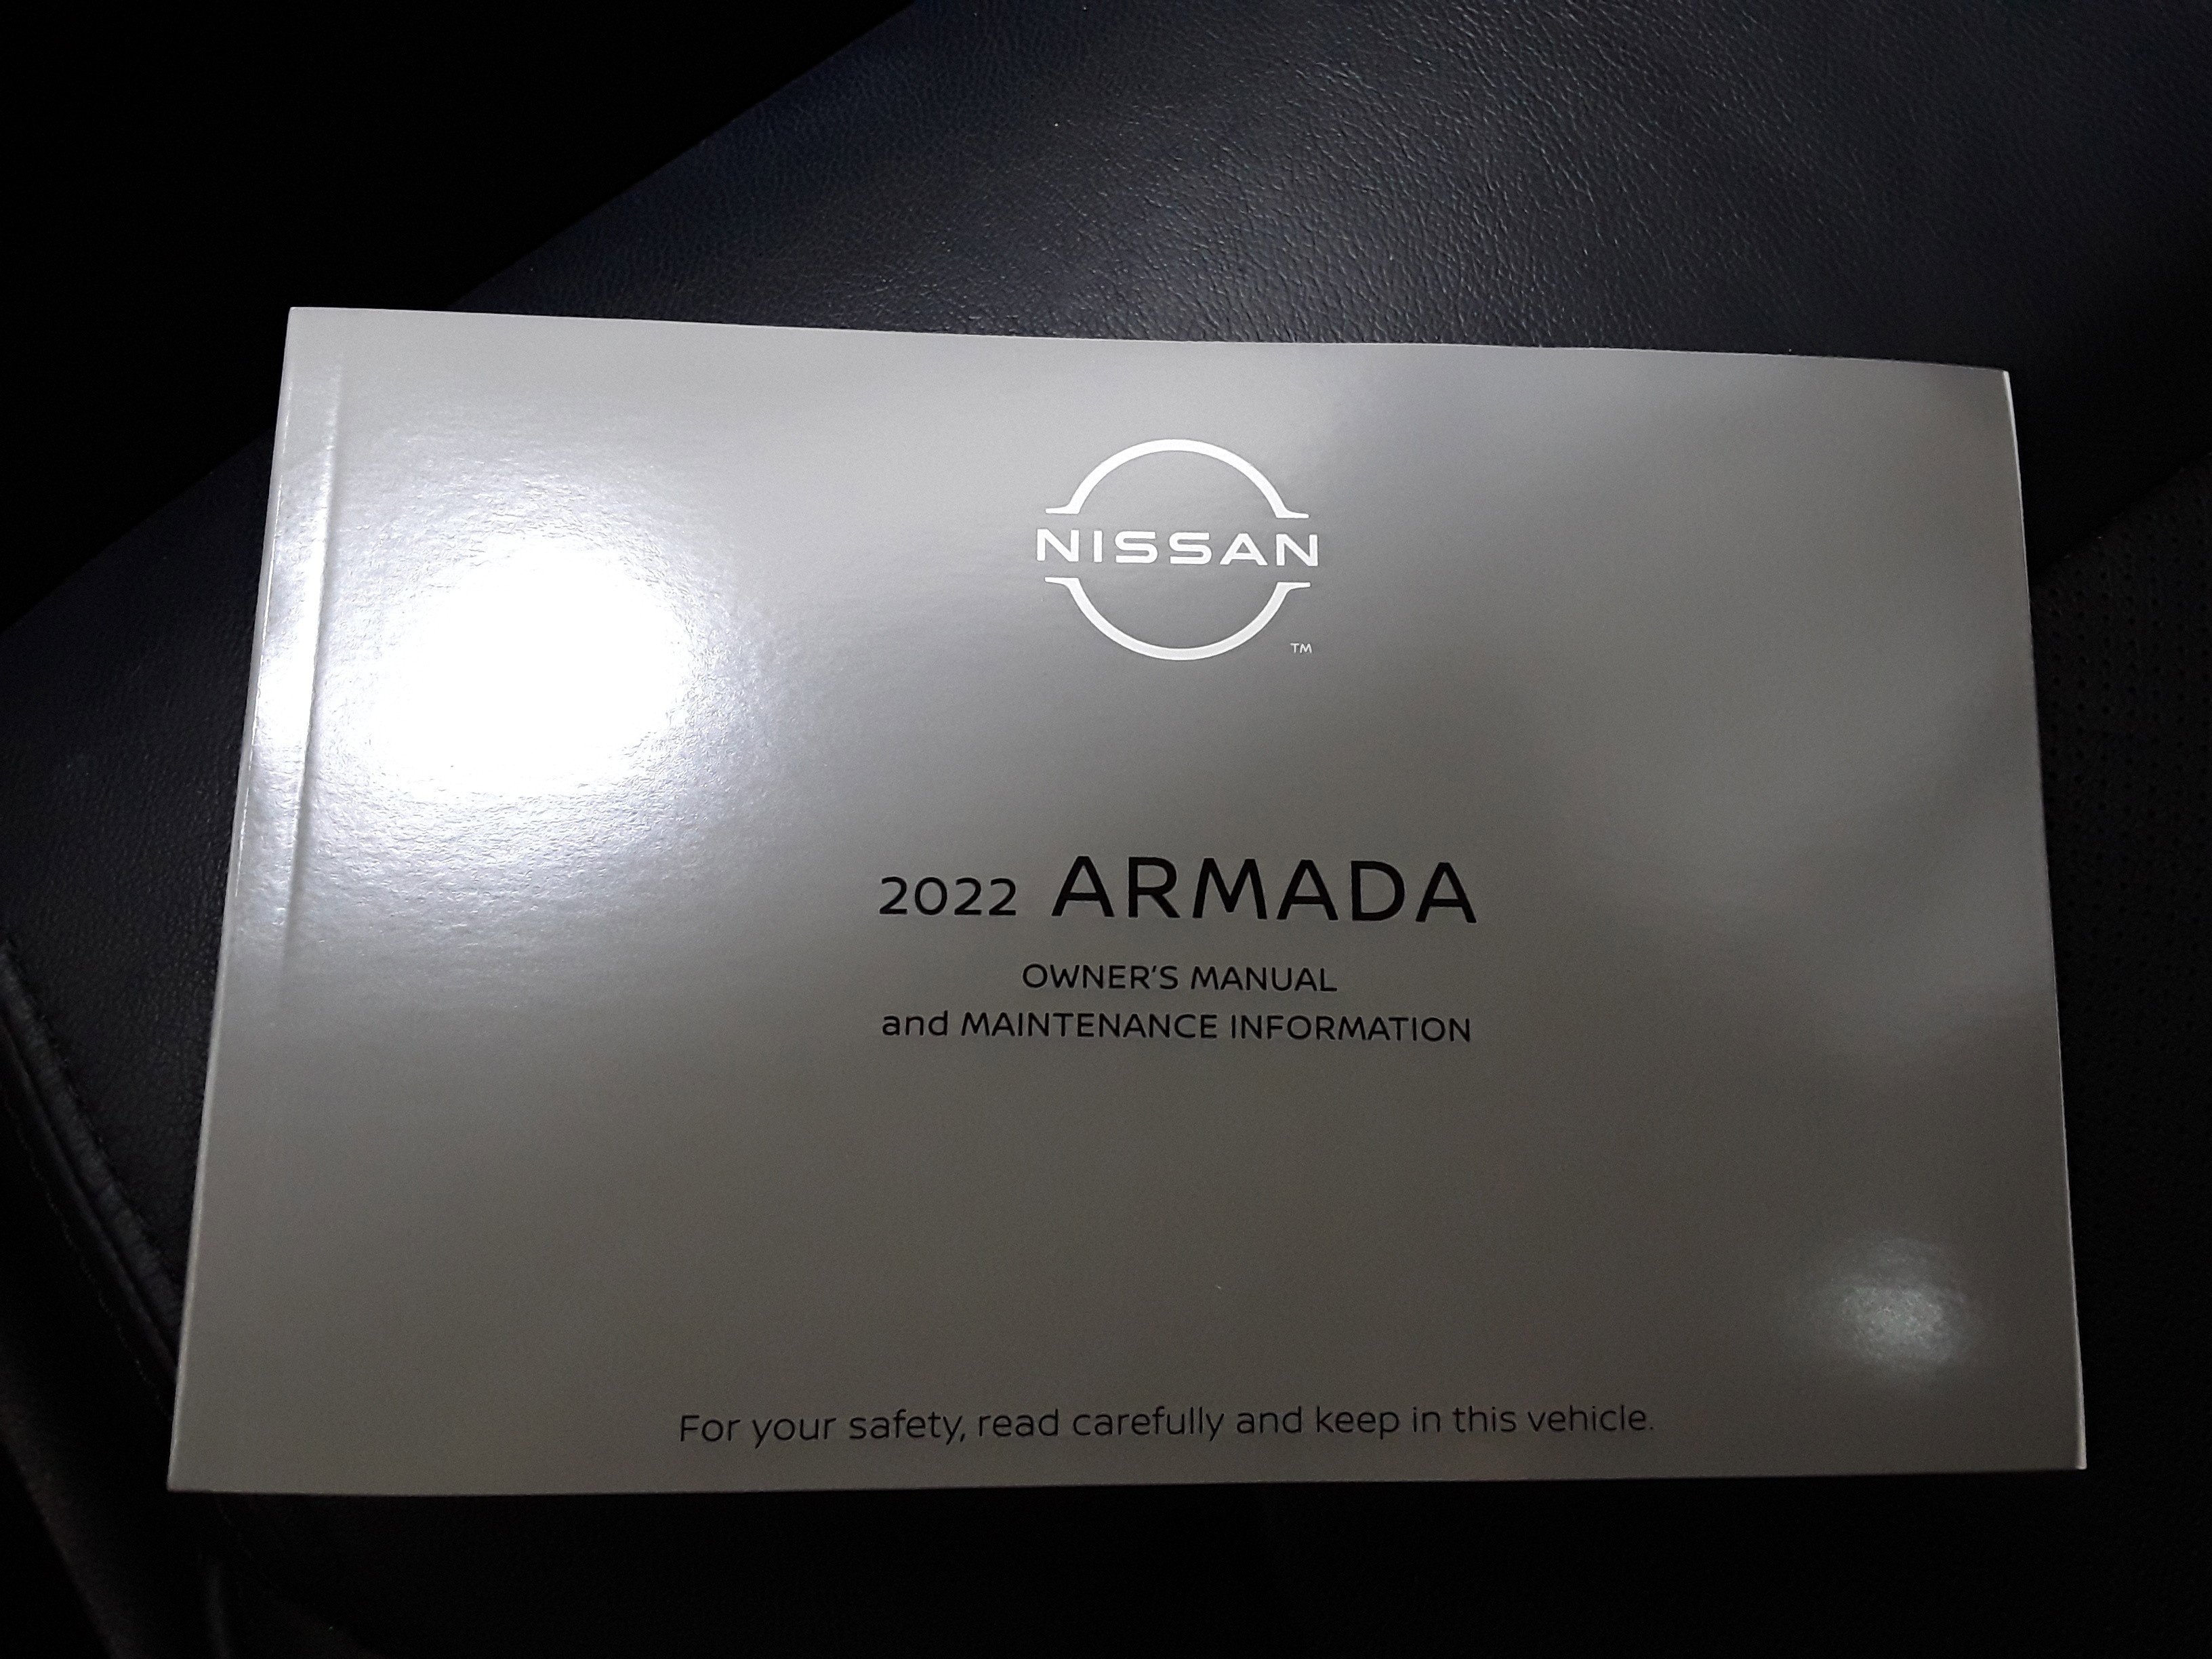 NISSAN
TM
2022 ARMADA
OWNER'S MANUAL
and MAINTENANCE INFORMATION
For your safety, read carefully and keep in this vehicle.